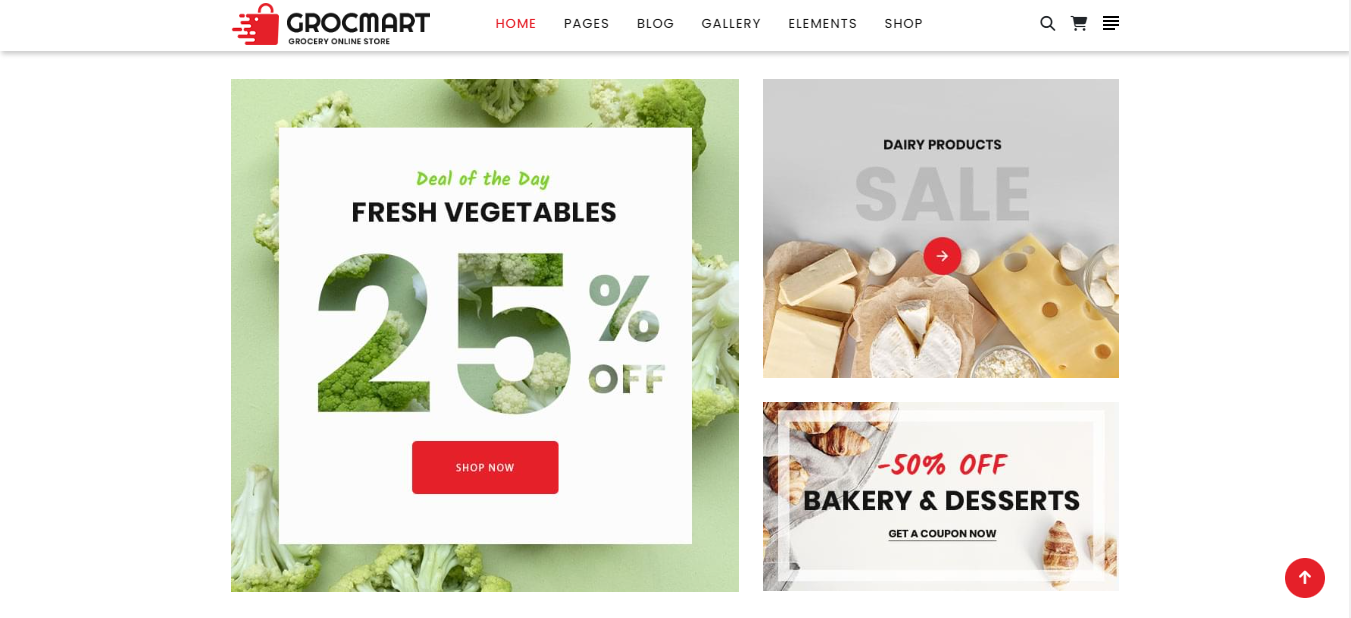 GROCMART
GROCERY ONLINE STORE
HOME PAGES BLOG GALLERY ELEMENTS SHOP
Deal of the Day
FRESH VEGETABLES
25%
OFF
SHOP NOW
DAIRY PRODUCTS
SALE
-50% OFF
BAKERY & DESSERTS
GET A COUPON NOW